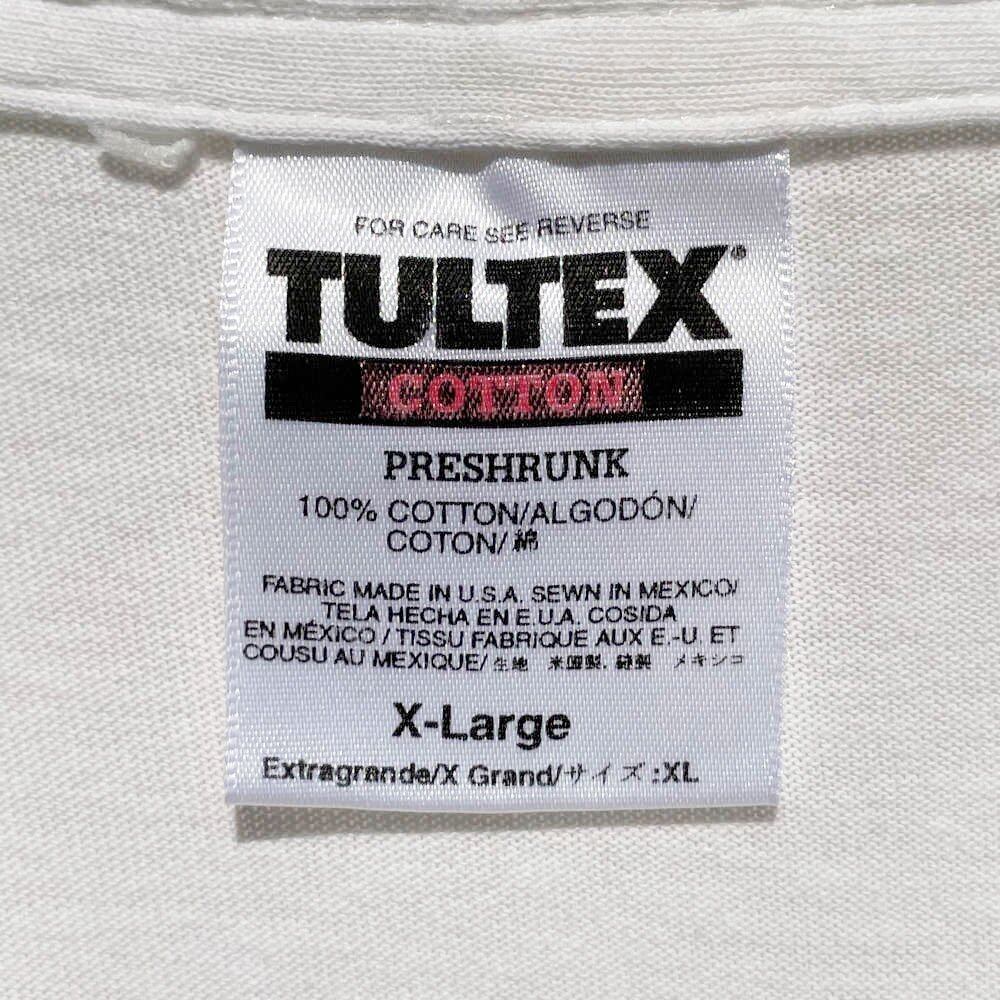 FOR CARE SEE REVERSE
TULTEX®
COTTON
PRESHRUNK
100% COTTON/ALGODÓN/
COTON/綿
FABRIC MADE IN U.S.A. SEWN IN MEXICO/
TELA HECHA EN E.U.A. COSIDA
EN MÉXICO / TISSU FABRIQUE AUX E.-U. ET
COUSU AU MEXIQUE/生地 米国製, 縫製 メキシコ
X-Large
Extragrande/X Grand/サイズ:XL